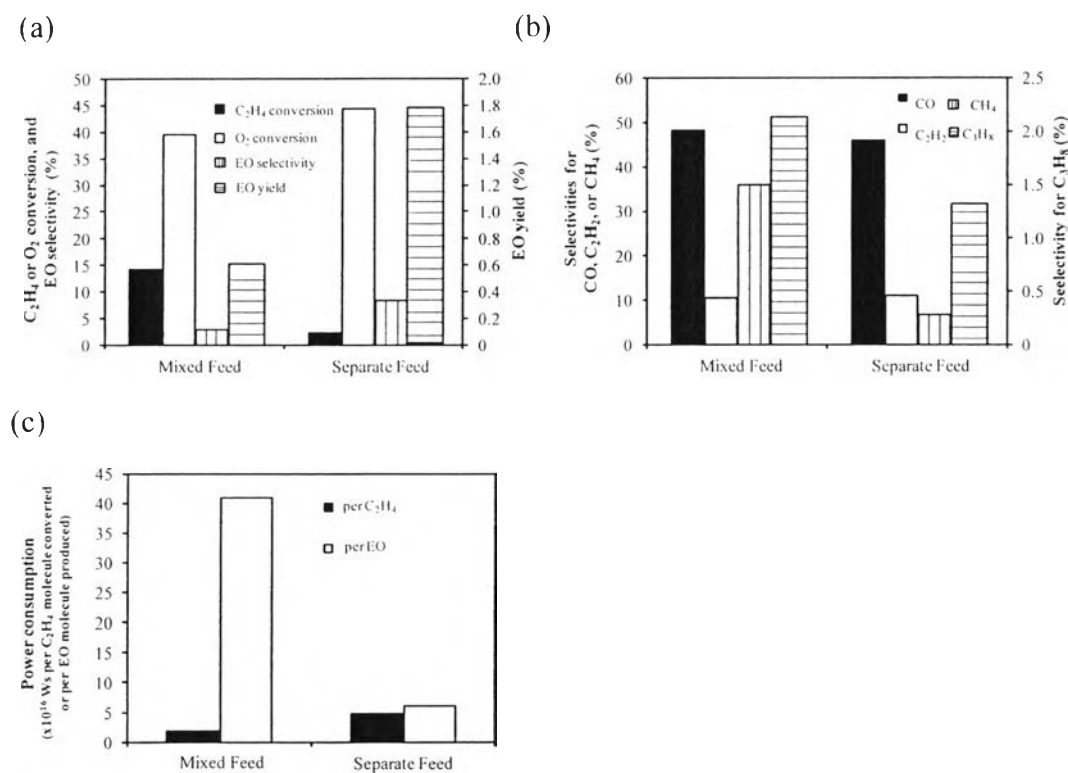 (a)
C₂H₄ or O₂ conversion, and
EO selectivity (%)
50
45
40
35
30
25
20
15
10
5
0
C₂H₄ conversion
O₂ conversion
EO selectivity
EO yield
2.0
1.8
1.6
1.4
1.2
1.0
0.8
0.6
0.4
0.2
0
EO yield (%)
Mixed Feed
Separate Feed
(b)
Selectivities for
CO, C₂H₂, or CH₄ (%)
60
50
40
30
20
10
0
CO
CH₄
C₂H₂
C₃H₈
2.5
2.0
1.5
1.0
0.5
0
Seelectivity for C₃H₈ (%)
Mixed Feed
Separate Feed
(c)
Power consumption
(x10¹⁶ Ws per C₂H₄ molecule converted
or per EO molecule produced)
45
40
35
30
25
20
15
10
5
0
per C₂H₄
per EO
Mixed Feed
Separate Feed